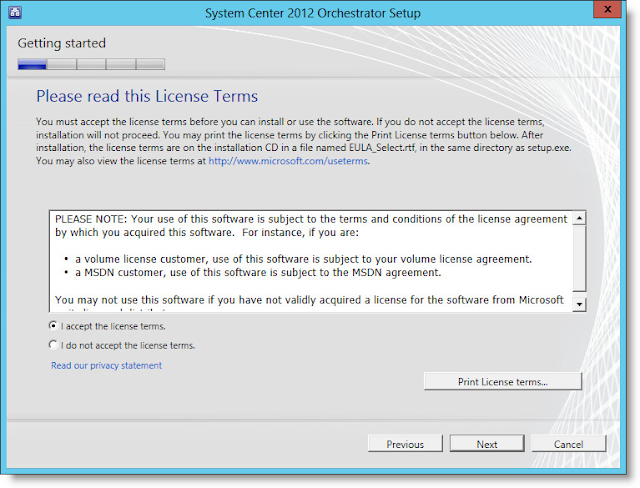 System Center 2012 Orchestrator Setup
x
Getting started
Please read this License Terms
You must accept the license terms before you can install or use the software. If you do not accept the license terms,
installation will not proceed. You may print the license terms by clicking the Print License terms button below. After
installation, the license terms are on the installation CD in a file named EULA_Select.rtf, in the same directory as setup.exe.
You may also view the license terms at http://www.microsoft.com/useterms.
PLEASE NOTE: Your use of this software is subject to the terms and conditions of the license agreement
by which you acquired this software.  For instance, if you are:
• a volume license customer, use of this software is subject to your volume license agreement.
• a MSDN customer, use of this software is subject to the MSDN agreement.
You may not use this software if you have not validly acquired a license for the software from Microsoft
I accept the license terms.
I do not accept the license terms.
Read our privacy statement
Print License terms...
Previous
Next
Cancel